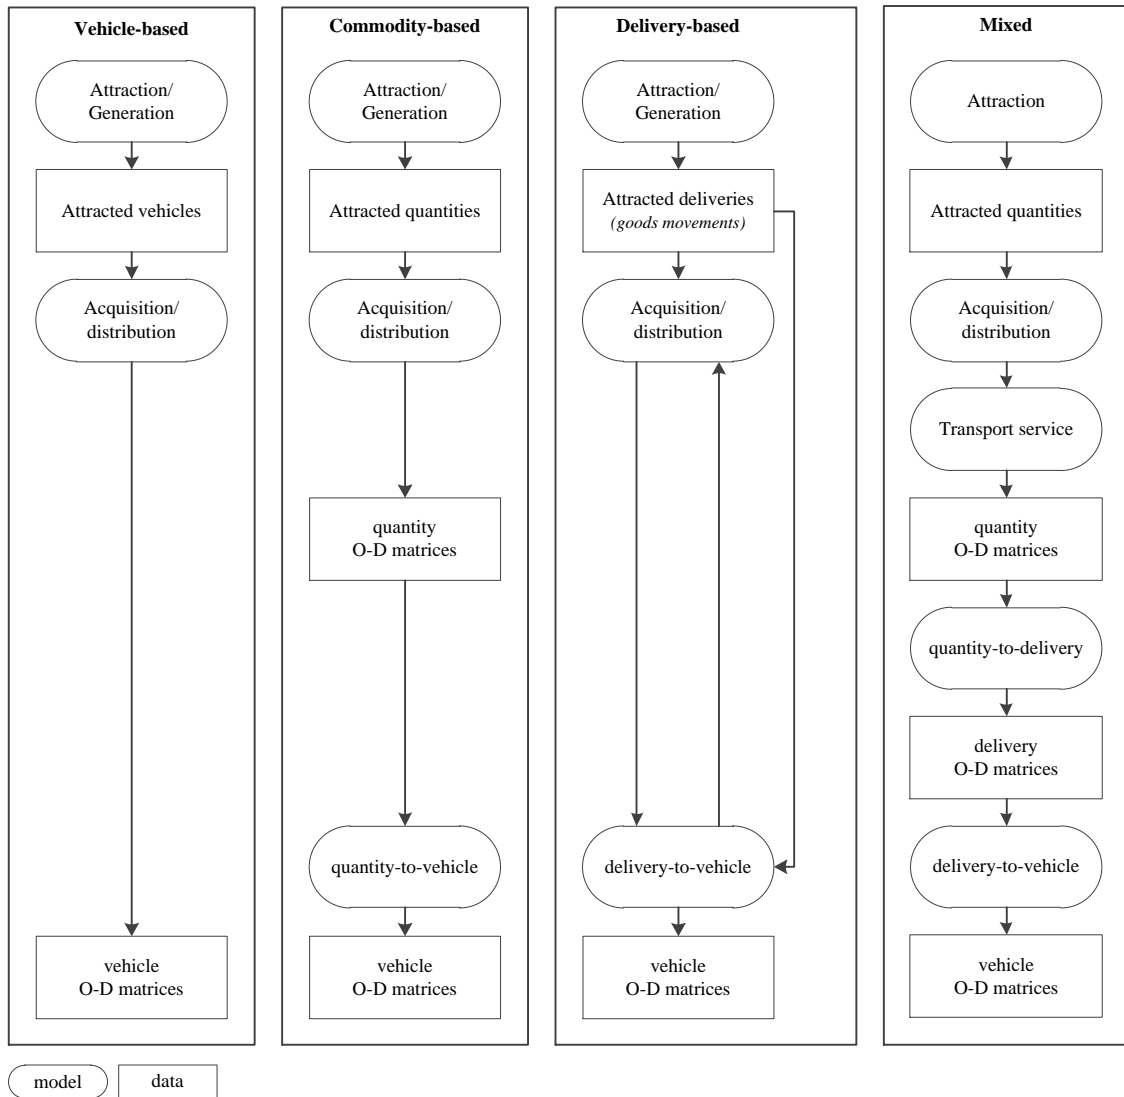 Vehicle-based
Attraction/
Generation
Attracted vehicles
Acquisition/
distribution
vehicle
O-D matrices
Commodity-based
Attraction/
Generation
Attracted quantities
Acquisition/
distribution
quantity
O-D matrices
quantity-to-vehicle
vehicle
O-D matrices
Delivery-based
Attraction/
Generation
Attracted deliveries
(goods movements)
Acquisition/
distribution
delivery-to-vehicle
vehicle
O-D matrices
Mixed
Attraction
Attracted quantities
Acquisition/
distribution
Transport service
quantity
O-D matrices
quantity-to-delivery
delivery
O-D matrices
delivery-to-vehicle
vehicle
O-D matrices
model
data